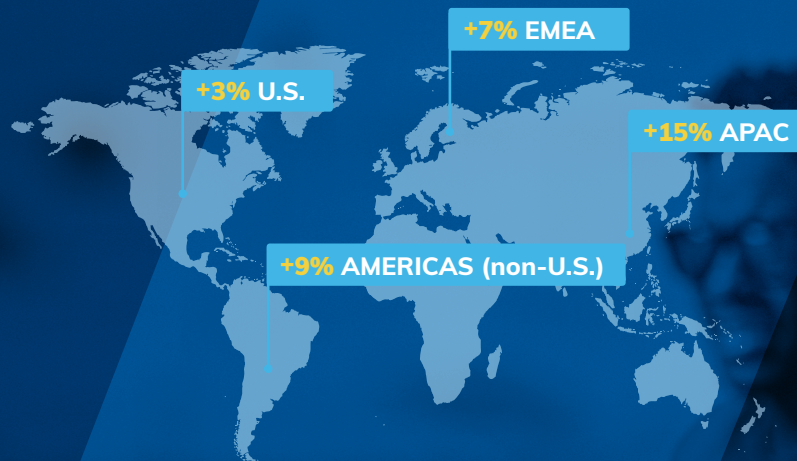 +7% EMEA
+3% U.S.
+15% APAC
+9% AMERICAS (non-U.S.)